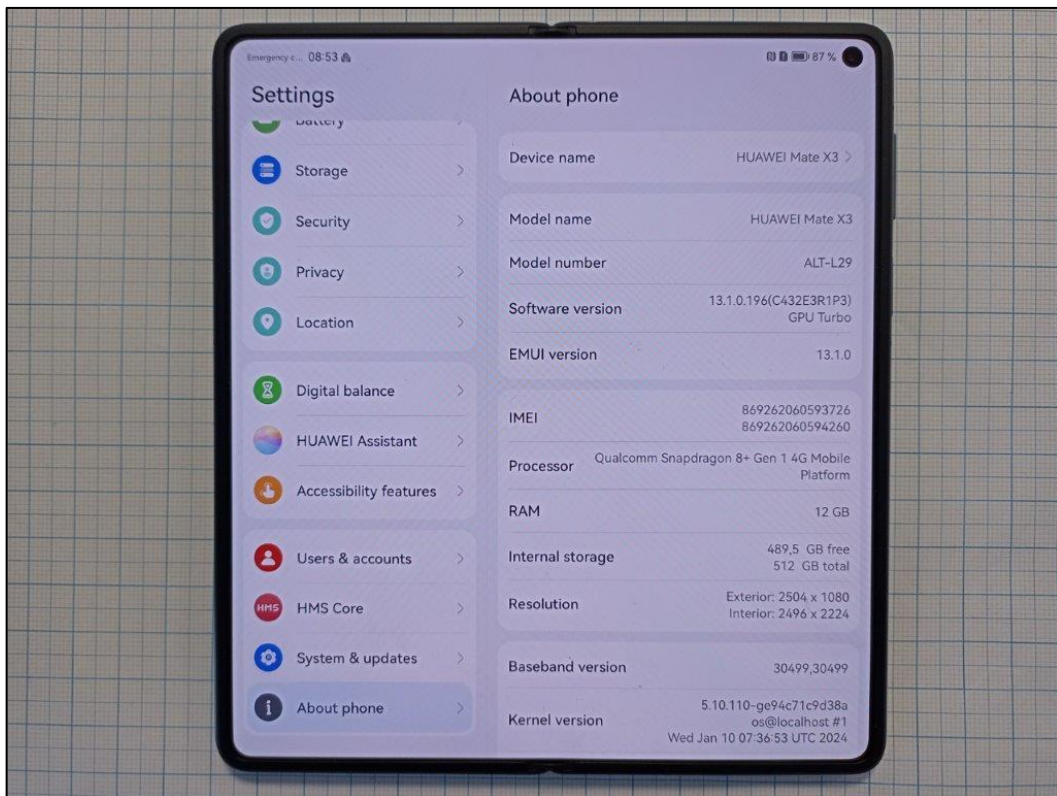 Emergency c... 08:53
87 %
Settings
Battery
Storage
Security
Privacy
Location
Digital balance
HUAWEI Assistant
Accessibility features
Users & accounts
HMS
HMS Core
System & updates
About phone
About phone
Device name
HUAWEI Mate X3
Model name
HUAWEI Mate X3
Model number
ALT-L29
Software version
13.1.0.196(C432E3R1P3)
GPU Turbo
EMUI version
13.1.0
IMEI
869262060593726
869262060594260
Processor
Qualcomm Snapdragon 8+ Gen 1 4G Mobile
Platform
RAM
12 GB
Internal storage
489,5 GB free
512 GB total
Resolution
Exterior: 2504 x 1080
Interior: 2496 x 2224
Baseband version
30499,30499
Kernel version
5.10.110-ge94c71c9d38a
os@localhost #1
Wed Jan 10 07:36:53 UTC 2024